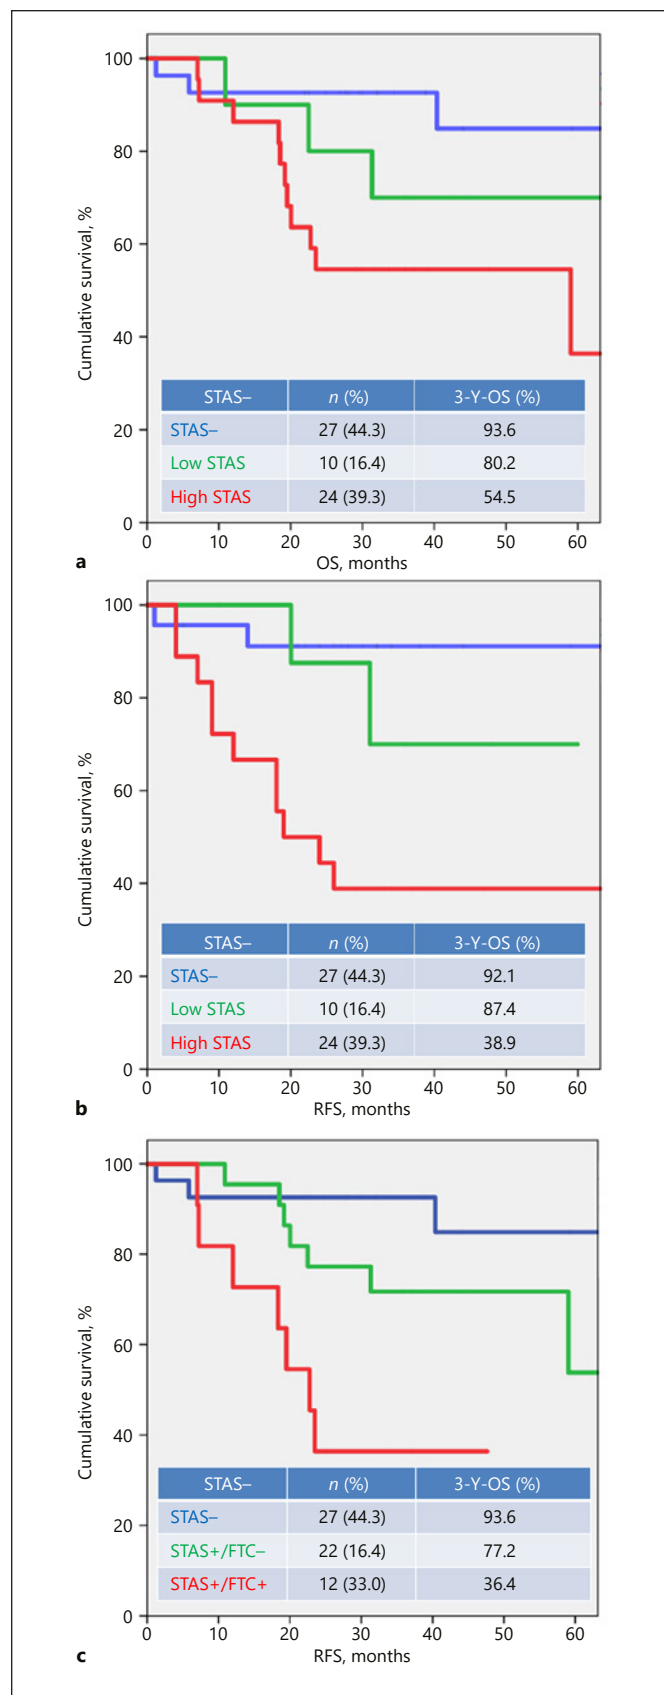 100
80
60
40
20
0
Cumulative survival, %
STAS– n (%) 3-Y-OS (%)
STAS– 27 (44.3) 93.6
Low STAS 10 (16.4) 80.2
High STAS 24 (39.3) 54.5
0 10 20 30 40 50 60
a OS, months
100
80
60
40
20
0
Cumulative survival, %
STAS– n (%) 3-Y-OS (%)
STAS– 27 (44.3) 92.1
Low STAS 10 (16.4) 87.4
High STAS 24 (39.3) 38.9
0 10 20 30 40 50 60
b RFS, months
100
80
60
40
20
0
Cumulative survival, %
STAS– n (%) 3-Y-OS (%)
STAS– 27 (44.3) 93.6
STAS+/FTC– 22 (16.4) 77.2
STAS+/FTC+ 12 (33.0) 36.4
0 10 20 30 40 50 60
c RFS, months